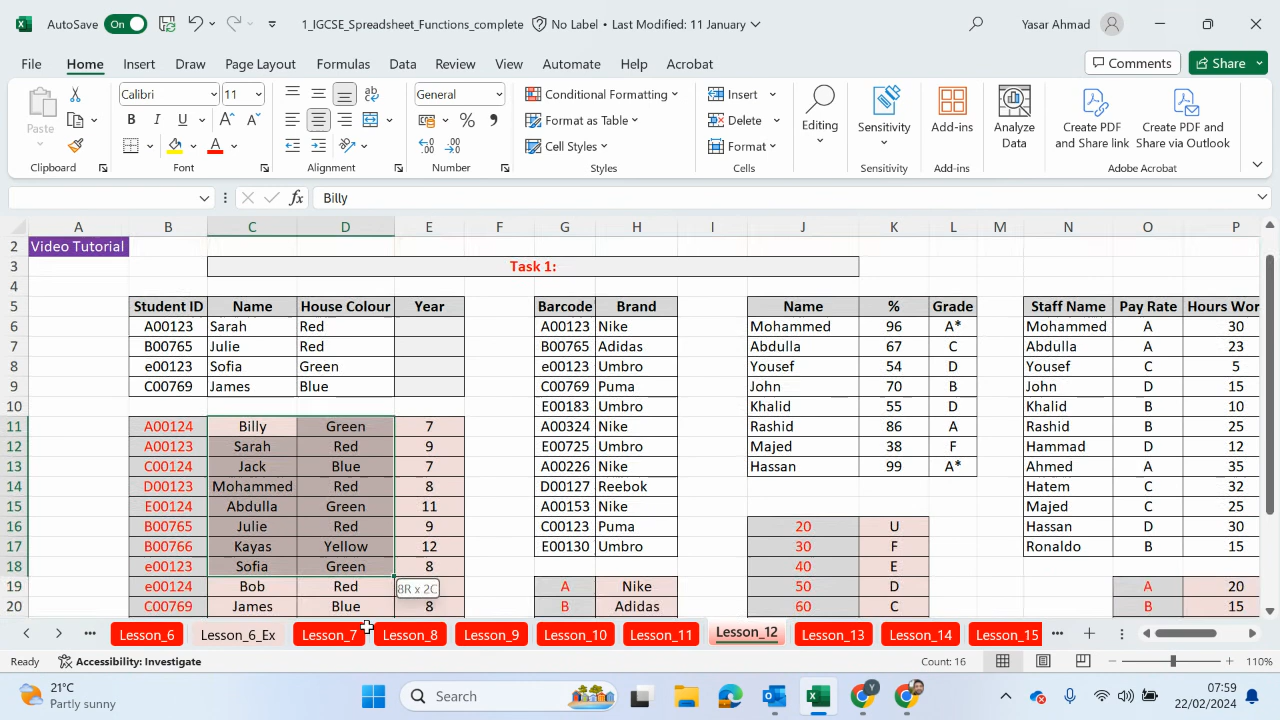 AutoSave On 1_IGCSE_Spreadsheet_Functions_complete No Label • Last Modified: 11 January Yasar Ahmad
File Home Insert Draw Page Layout Formulas Data Review View Automate Help Acrobat Comments Share
Paste Calibri 11 General Conditional Formatting Insert Editing Sensitivity Add-ins Analyze Data Create PDF and Share link Create PDF and Share via Outlook
B I U A A % Format as Table Delete
A Cell Styles Format
Clipboard Font Alignment Number Styles Cells Sensitivity Add-ins Adobe Acrobat
fx Billy
A B C D E F G H I J K L M N O P
2 Video Tutorial
3 Task 1:
4
5 Student ID Name House Colour Year Barcode Brand Name % Grade Staff Name Pay Rate Hours Wor
6 A00123 Sarah Red A00123 Nike Mohammed 96 A* Mohammed A 30
7 B00765 Julie Red B00765 Adidas Abdulla 67 C Abdulla A 23
8 e00123 Sofia Green e00123 Umbro Yousef 54 D Yousef C 5
9 C00769 James Blue C00769 Puma John 70 B John D 15
10 E00183 Umbro Khalid 55 D Khalid B 10
11 A00124 Billy Green 7 A00324 Nike Rashid 86 A Rashid B 25
12 A00123 Sarah Red 9 E00725 Umbro Majed 38 F Hammad D 12
13 C00124 Jack Blue 7 A00226 Nike Hassan 99 A* Ahmed A 35
14 D00123 Mohammed Red 8 D00127 Reebok Hatem C 32
15 E00124 Abdulla Green 11 A00153 Nike Majed C 25
16 B00765 Julie Red 9 C00123 Puma 20 U Hassan D 30
17 B00766 Kayas Yellow 12 E00130 Umbro 30 F Ronaldo B 15
18 e00123 Sofia Green 8 40 E
19 e00124 Bob Red 8R x 2C A Nike 50 D A 20
20 C00769 James Blue 8 B Adidas 60 C B 15
Lesson_6 Lesson_6_Ex Lesson_7 Lesson_8 Lesson_9 Lesson_10 Lesson_11 Lesson_12 Lesson_13 Lesson_14 Lesson_15
Ready Accessibility: Investigate Count: 16 110%
21°C
Partly sunny
Search
07:59
22/02/2024